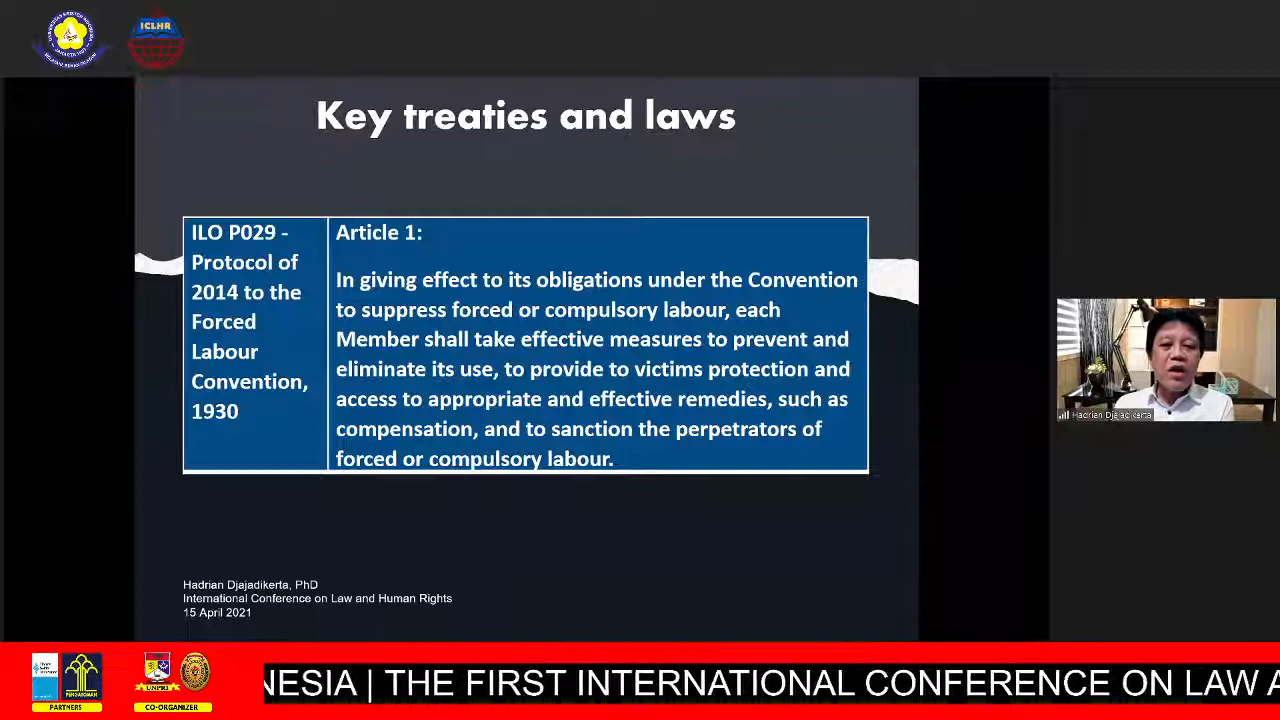 ICLHR
Key treaties and laws
ILO P029 -
Protocol of
2014 to the
Forced
Labour
Convention,
1930
Article 1:
In giving effect to its obligations under the Convention
to suppress forced or compulsory labour, each
Member shall take effective measures to prevent and
eliminate its use, to provide to victims protection and
access to appropriate and effective remedies, such as
compensation, and to sanction the perpetrators of
forced or compulsory labour.
Hadrian Djajadikerta
Hadrian Djajadikerta, PhD
International Conference on Law and Human Rights
15 April 2021
PENGAYOMAN
PARTNERS
UNPRI
CO-ORGANIZER
NESIA | THE FIRST INTERNATIONAL CONFERENCE ON LAW A